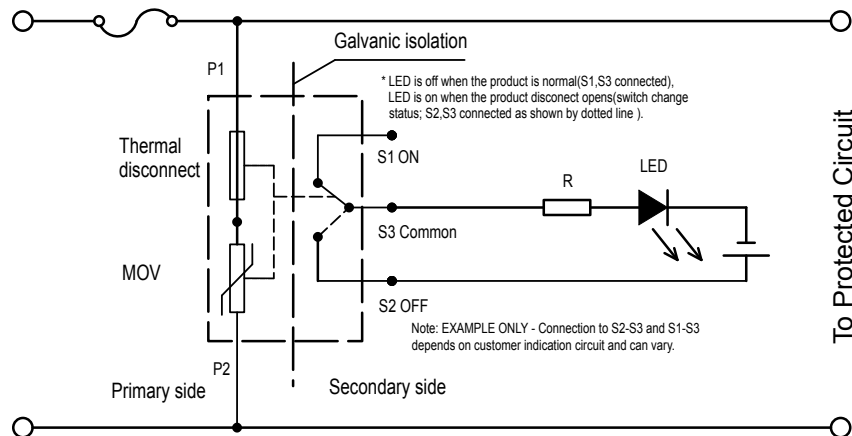 Galvanic isolation
P1
* LED is off when the product is normal(S1,S3 connected),
LED is on when the product disconect opens(switch change
status; S2,S3 connected as shown by dotted line ).
Thermal
disconnect
S1 ON
R
LED
S3 Common
MOV
S2 OFF
Note: EXAMPLE ONLY - Connection to S2-S3 and S1-S3
depends on customer indication circuit and can vary.
P2
Primary side
Secondary side
To Protected Circuit